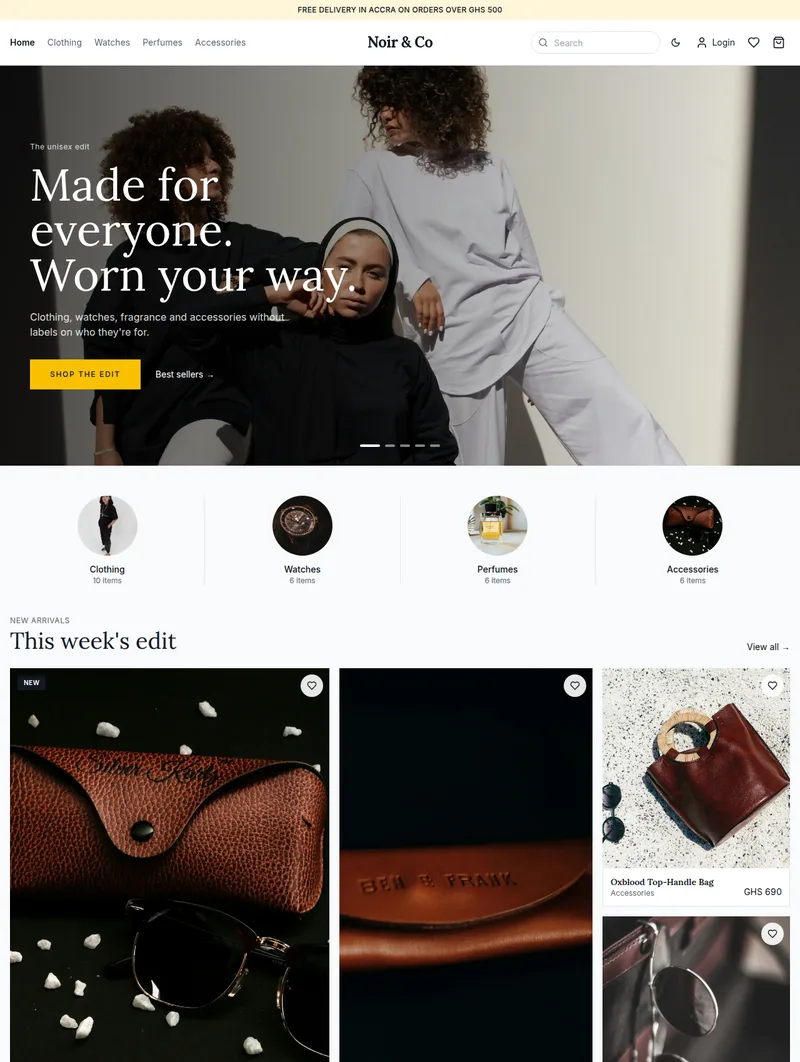 FREE DELIVERY IN ACCRA ON ORDERS OVER GHS 500
Home Clothing Watches Perfumes Accessories
Noir & Co
Search
Login
The unisex edit
Made for
everyone.
Worn your way.
Clothing, watches, fragrance and accessories without
labels on who they're for.
SHOP THE EDIT
Best sellers →
Clothing
10 items
Watches
6 items
Perfumes
6 items
Accessories
6 items
NEW ARRIVALS
This week's edit
View all →
NEW
BEN & FRANK
Oxblood Top-Handle Bag
Accessories
GHS 690